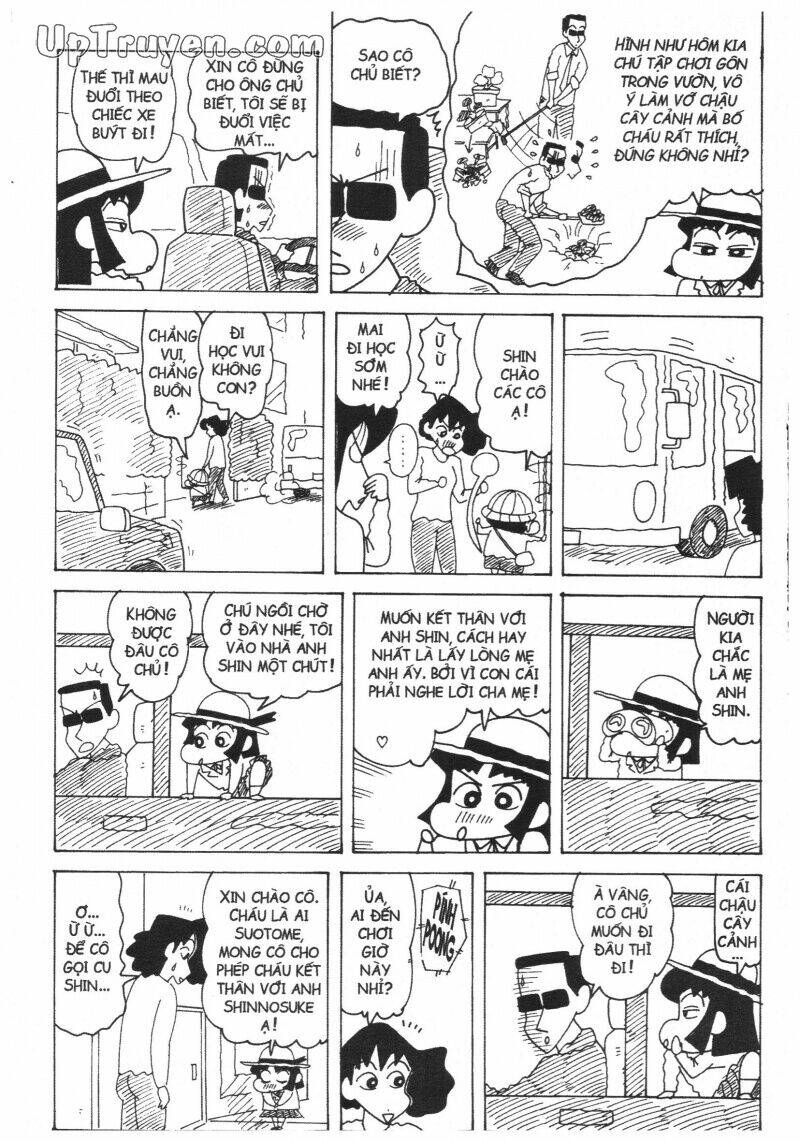 UpTruyen.com
HÌNH NHƯ HÔM KIA
CHÚ TẬP CHƠI GÔN
TRONG VƯỜN, VÔ
Ý LÀM VỠ CHẬU
CÂY CẢNH MÀ BỐ
CHÁU RẤT THÍCH,
ĐÚNG KHÔNG NHỈ?
SAO CÔ
CHỦ BIẾT?
XIN CÔ ĐỪNG
CHO ÔNG CHỦ
BIẾT, TÔI SẼ BỊ
ĐUỔI VIỆC
MẤT...
THẾ THÌ MAU
ĐUỔI THEO
CHIẾC XE
BUÝT ĐI!
SHIN
CHÀO
CÁC CÔ
Ạ!
Ừ
Ừ
...
MAI
ĐI HỌC
SỚM
NHÉ!
......
ĐI
HỌC VUI
KHÔNG
CON?
CHẲNG
VUI,
CHẲNG
BUỒN
Ạ.
NGƯỜI
KIA
CHẮC
LÀ MẸ
ANH
SHIN.
MUỐN KẾT THÂN VỚI
ANH SHIN, CÁCH HAY
NHẤT LÀ LẤY LÒNG MẸ
ANH ẤY. BỞI VÌ CON CÁI
PHẢI NGHE LỜI CHA MẸ!
CHÚ NGỒI CHỜ
Ở ĐÂY NHÉ, TÔI
VÀO NHÀ ANH
SHIN MỘT CHÚT!
KHÔNG
ĐƯỢC
ĐÂU CÔ
CHỦ!
CÁI
CHẬU
CÂY
CẢNH
...
À VÂNG,
CÔ CHỦ
MUỐN ĐI
ĐÂU THÌ
ĐI!
PÍNH
POONG
ỦA,
AI ĐẾN
CHƠI
GIỜ
NÀY
NHỈ?
XIN CHÀO CÔ.
CHÁU LÀ AI
SUOTOME,
MONG CÔ CHO
PHÉP CHÁU KẾT
THÂN VỚI ANH
SHINNOSUKE
Ạ!
Ơ...
Ừ Ừ...
ĐỂ CÔ
GỌI CU
SHIN...